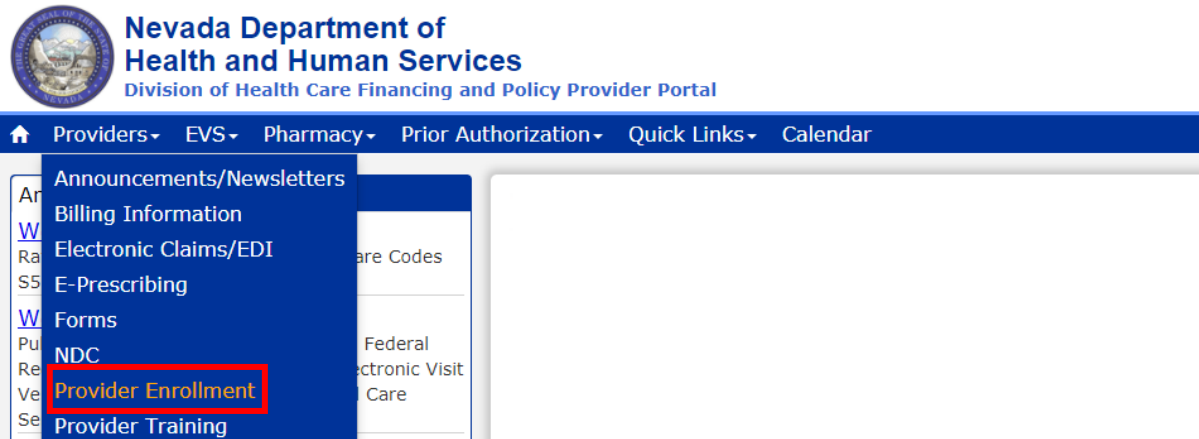 Nevada Department of
Health and Human Services
Division of Health Care Financing and Policy Provider Portal
Providers EVS Pharmacy Prior Authorization Quick Links Calendar
Announcements/Newsletters
Billing Information
Electronic Claims/EDI
are Codes
E-Prescribing
Forms
Federal
NDC
ectronic Visit
Provider Enrollment
Care
Provider Training